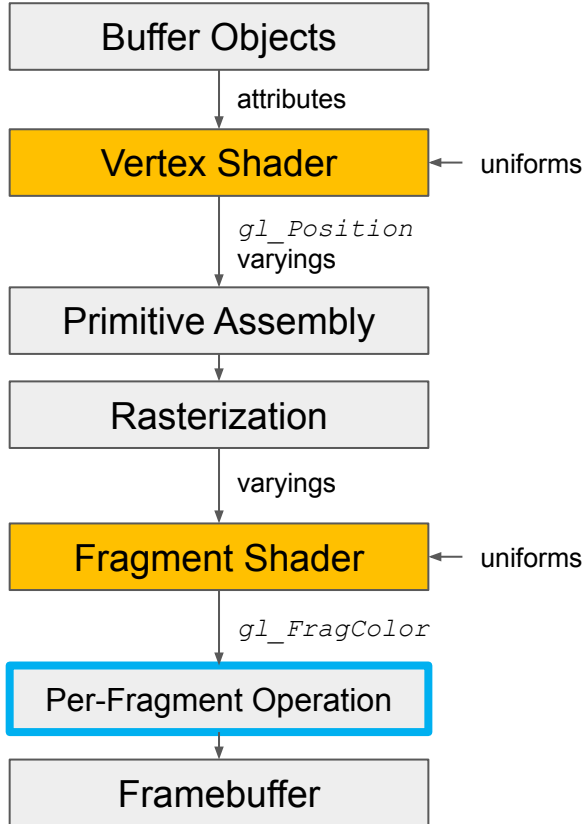 Buffer Objects
attributes
Vertex Shader
uniforms
gl_Position
varyings
Primitive Assembly
Rasterization
varyings
Fragment Shader
uniforms
gl_FragColor
Per-Fragment Operation
Framebuffer